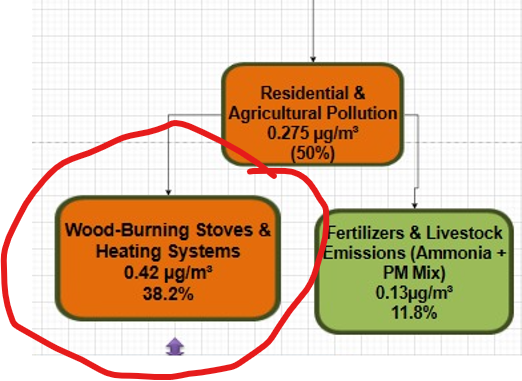 Residential &
Agricultural Pollution
0.275 µg/m³
(50%)
Wood-Burning Stoves &
Heating Systems
0.42 µg/m³
38.2%
Fertilizers & Livestock
Emissions (Ammonia +
PM Mix)
0.13µg/m³
11.8%